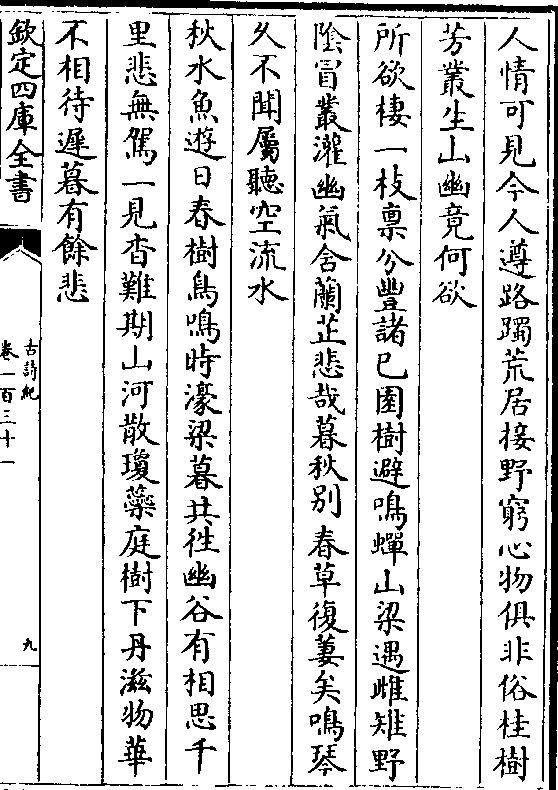 人情可見今人遵路躅荒居接野窮心物俱非俗桂樹
芳叢生山幽竟何欲
所欲棲一枝禀分豐諸已園樹避鳴蟬山梁遇雌雉野
陰冒叢灌幽氣含蘭芷悲哉暮秋别春草復萋矣鳴琴
乆不聞屬聽空流水
秋水魚遊日春樹鳥鳴時濠梁暮共徃幽谷有相思千
里悲無駕一見杳難期山河散瓊蘂庭樹下丹滋物華
不相待遲暮有餘悲
欽定四庫全書
古詩紀
卷一百三十一
九